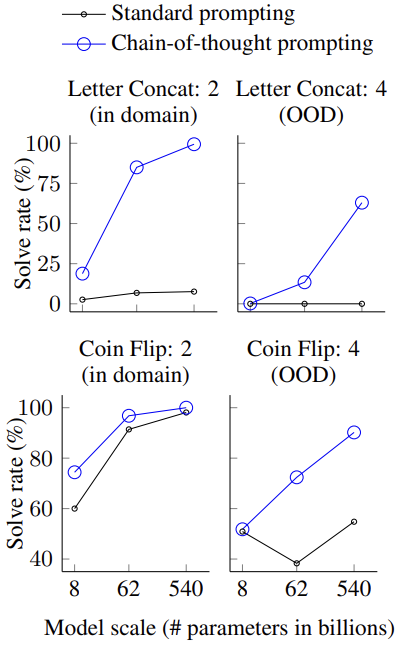 Standard prompting
Chain-of-thought prompting
Letter Concat: 2
(in domain)
Letter Concat: 4
(OOD)
Solve rate (%)
100
75
50
25
0
Coin Flip: 2
(in domain)
Coin Flip: 4
(OOD)
Solve rate (%)
100
80
60
40
8 62 540
8 62 540
Model scale (# parameters in billions)